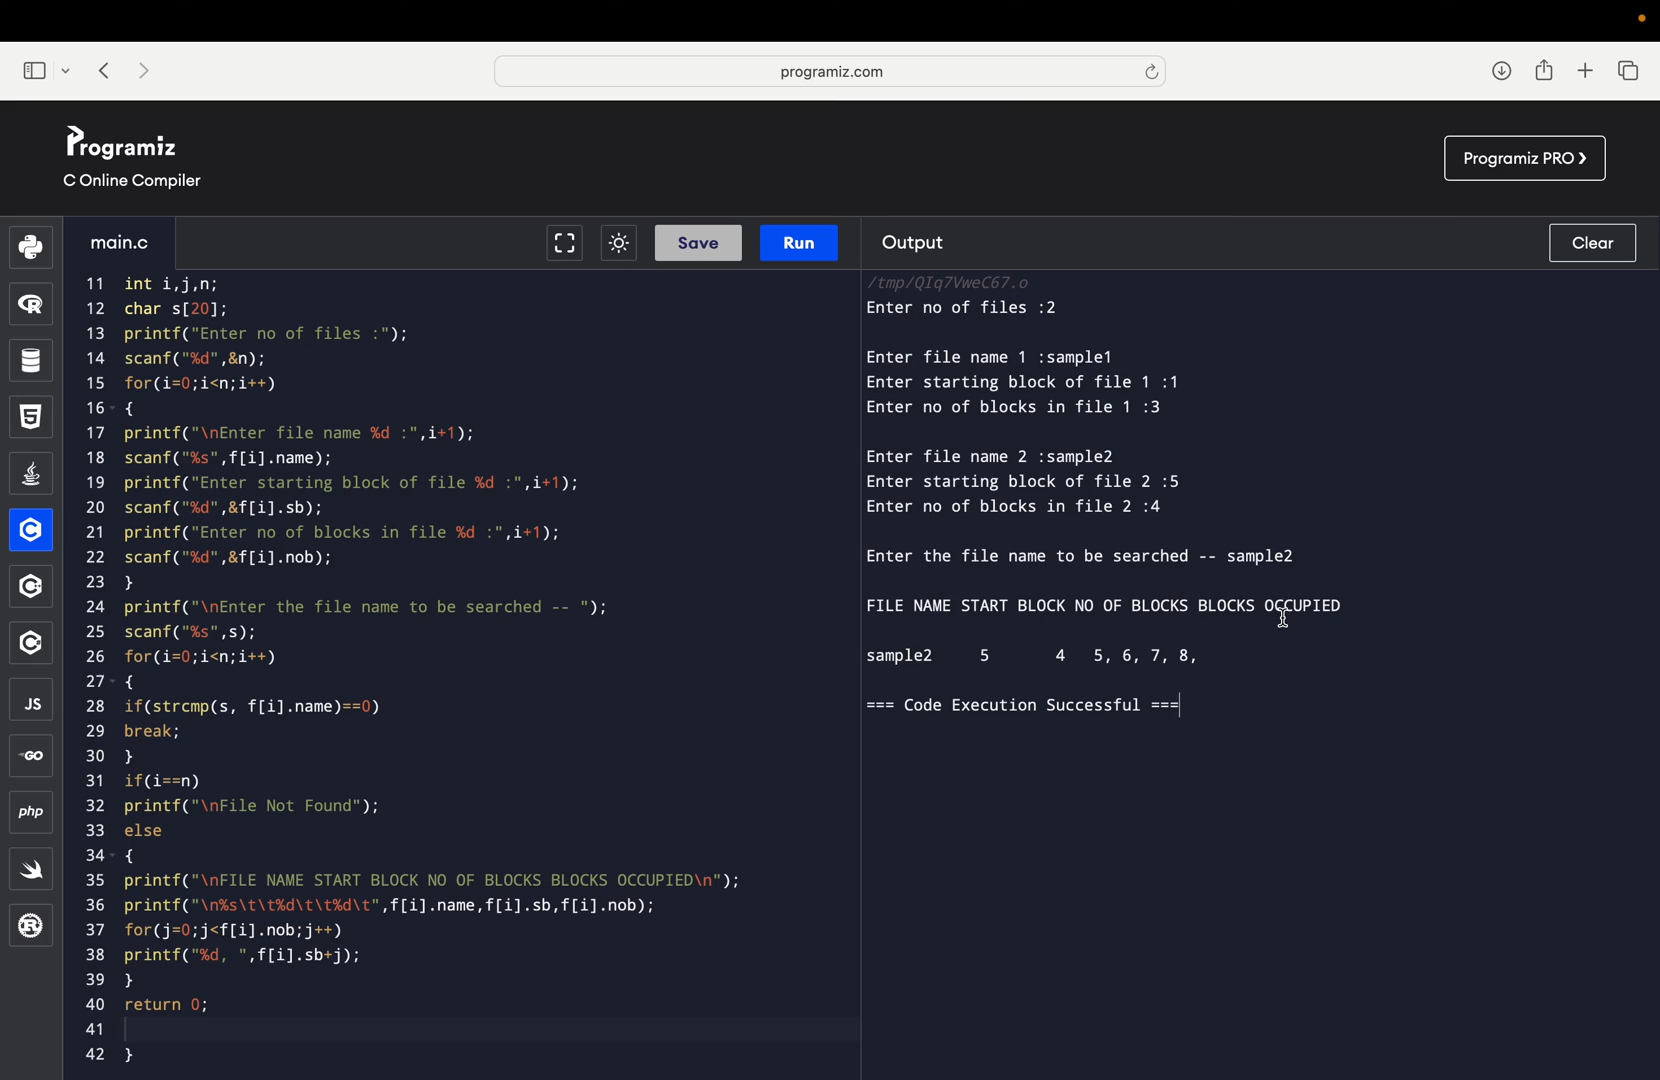 programiz.com
Programiz
C Online Compiler
Programiz PRO ❯
main.c
Save
Run
Output
Clear
11 int i,j,n;
12 char s[20];
13 printf("Enter no of files :");
14 scanf("%d",&n);
15 for(i=0;i<n;i++)
16 {
17 printf("\nEnter file name %d :",i+1);
18 scanf("%s",f[i].name);
19 printf("Enter starting block of file %d :",i+1);
20 scanf("%d",&f[i].sb);
21 printf("Enter no of blocks in file %d :",i+1);
22 scanf("%d",&f[i].nob);
23 }
24 printf("\nEnter the file name to be searched -- ");
25 scanf("%s",s);
26 for(i=0;i<n;i++)
27 {
28 if(strcmp(s, f[i].name)==0)
29 break;
30 }
31 if(i==n)
32 printf("\nFile Not Found");
33 else
34 {
35 printf("\nFILE NAME START BLOCK NO OF BLOCKS BLOCKS OCCUPIED\n");
36 printf("\n%s\t\t%d\t\t%d\t",f[i].name,f[i].sb,f[i].nob);
37 for(j=0;j<f[i].nob;j++)
38 printf("%d, ",f[i].sb+j);
39 }
40 return 0;
41
42 }
/tmp/QIq7VweC67.o
Enter no of files :2
Enter file name 1 :sample1
Enter starting block of file 1 :1
Enter no of blocks in file 1 :3
Enter file name 2 :sample2
Enter starting block of file 2 :5
Enter no of blocks in file 2 :4
Enter the file name to be searched -- sample2
FILE NAME START BLOCK NO OF BLOCKS BLOCKS OCCUPIED
sample2 5 4 5, 6, 7, 8,
=== Code Execution Successful ===
R
5
C
C
C
JS
GO
php
R